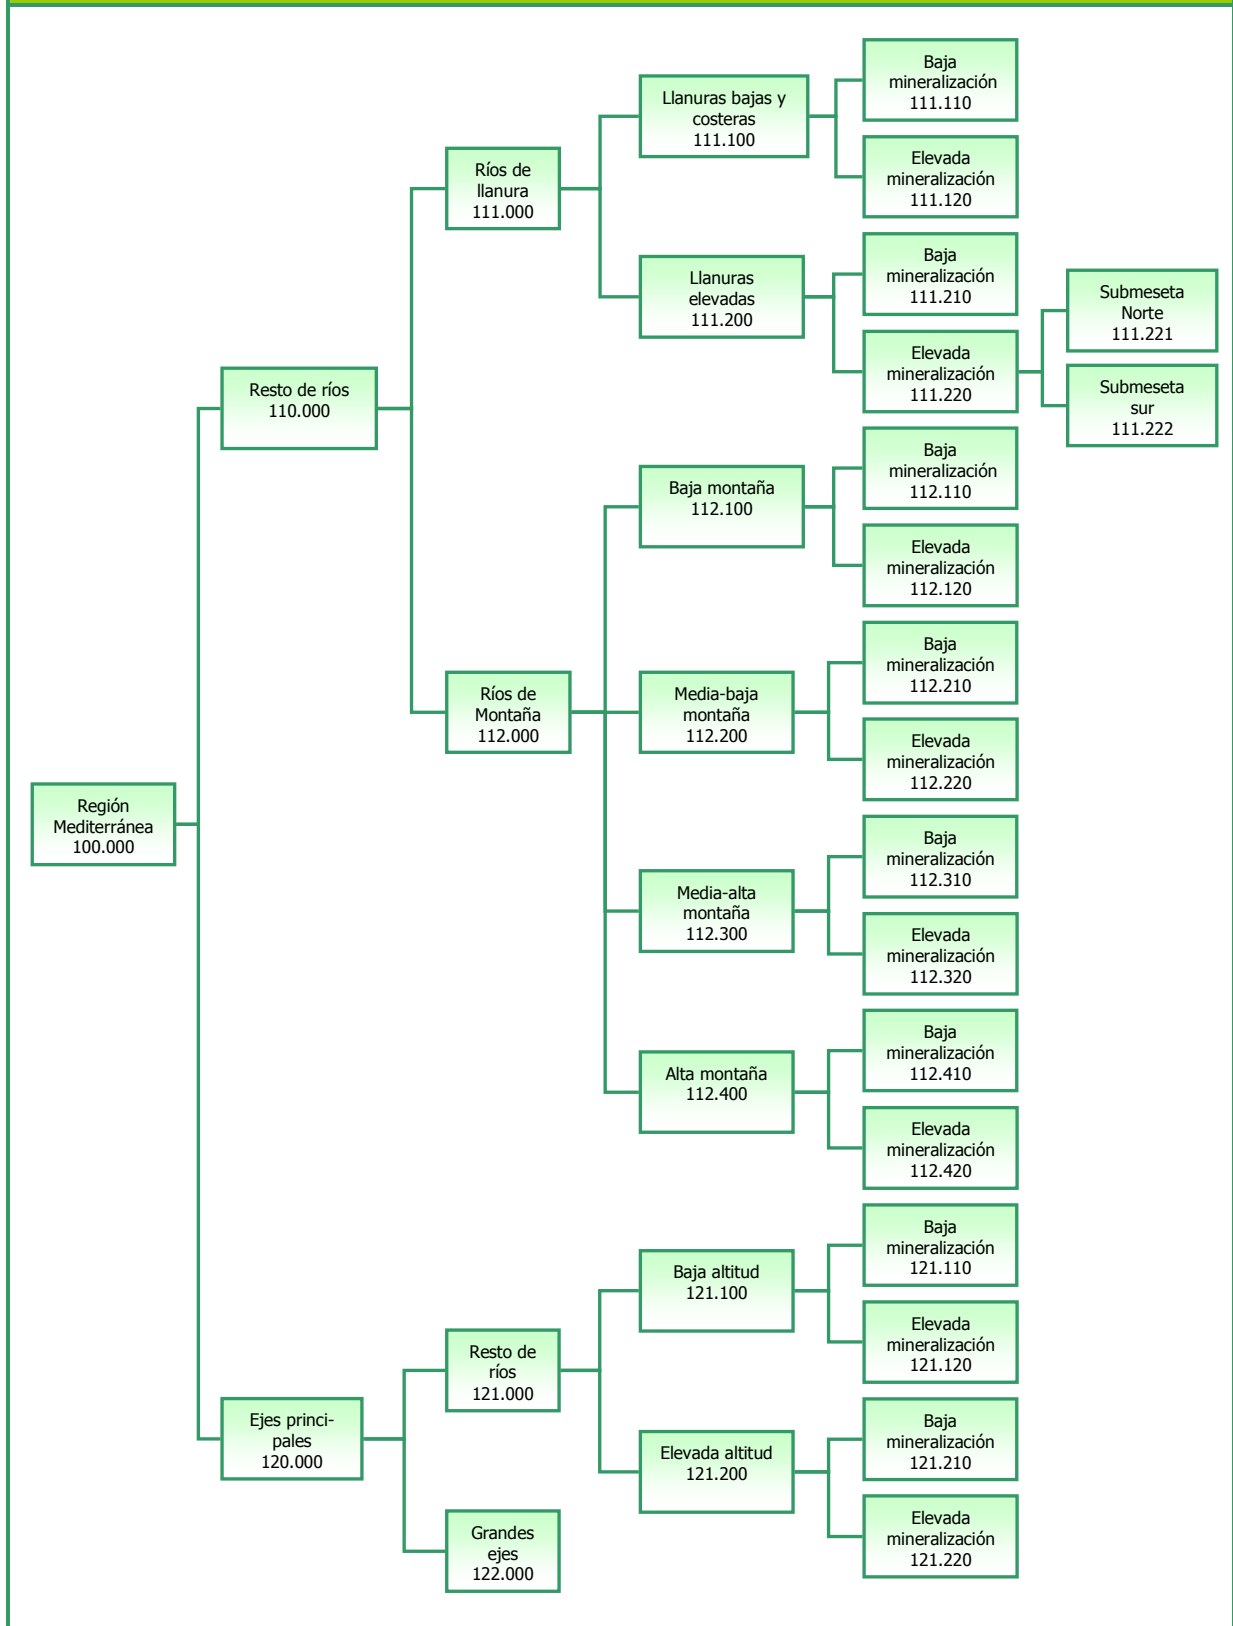 Región
Mediterránea
100.000
Resto de ríos
110.000
Ríos de
llanura
111.000
Llanuras bajas y
costeras
111.100
Baja
mineralización
111.110
Elevada
mineralización
111.120
Llanuras
elevadas
111.200
Baja
mineralización
111.210
Elevada
mineralización
111.220
Submeseta
Norte
111.221
Submeseta
sur
111.222
Ríos de
Montaña
112.000
Baja montaña
112.100
Baja
mineralización
112.110
Elevada
mineralización
112.120
Media-baja
montaña
112.200
Baja
mineralización
112.210
Elevada
mineralización
112.220
Media-alta
montaña
112.300
Baja
mineralización
112.310
Elevada
mineralización
112.320
Alta montaña
112.400
Baja
mineralización
112.410
Elevada
mineralización
112.420
Ejes princi-
pales
120.000
Resto de
ríos
121.000
Baja altitud
121.100
Baja
mineralización
121.110
Elevada
mineralización
121.120
Elevada altitud
121.200
Baja
mineralización
121.210
Elevada
mineralización
121.220
Grandes
ejes
122.000